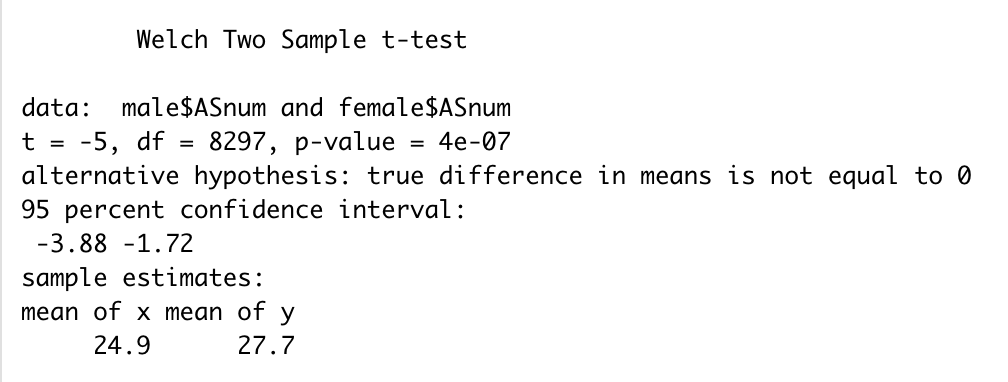 Welch Two Sample t-test
data:  male$ASnum and female$ASnum
t = -5, df = 8297, p-value = 4e-07
alternative hypothesis: true difference in means is not equal to 0
95 percent confidence interval:
 -3.88 -1.72
sample estimates:
mean of x mean of y
     24.9      27.7